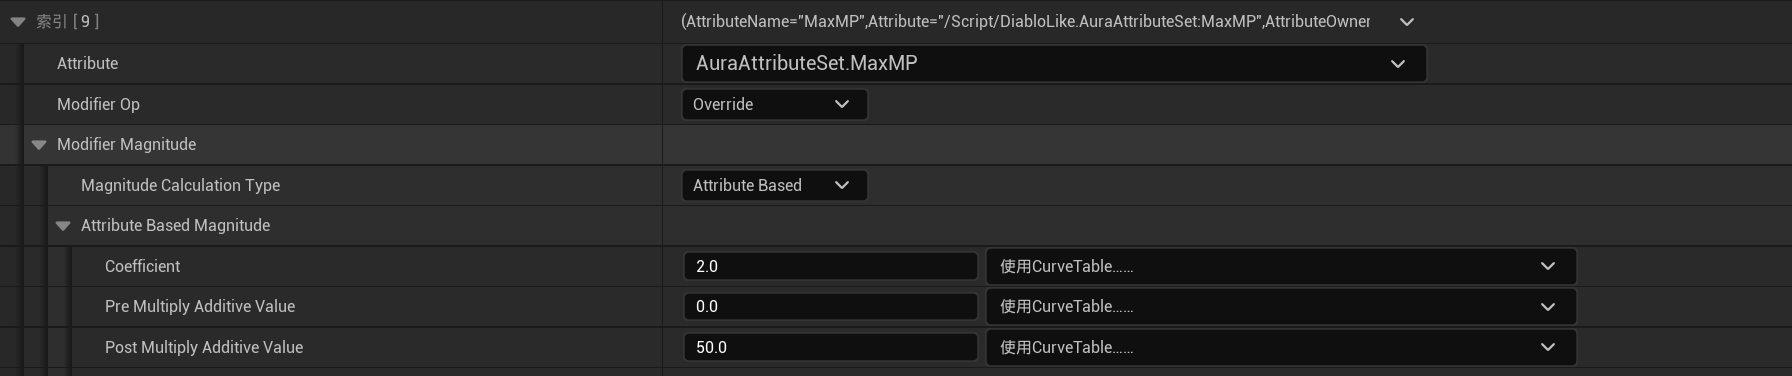 索引 [ 9 ] (AttributeName="MaxMP",Attribute="/Script/DiabloLike.AuraAttributeSet:MaxMP",AttributeOwner
Attribute AuraAttributeSet.MaxMP
Modifier Op Override
Modifier Magnitude
Magnitude Calculation Type Attribute Based
Attribute Based Magnitude
Coefficient 2.0 使用CurveTable......
Pre Multiply Additive Value 0.0 使用CurveTable......
Post Multiply Additive Value 50.0 使用CurveTable......